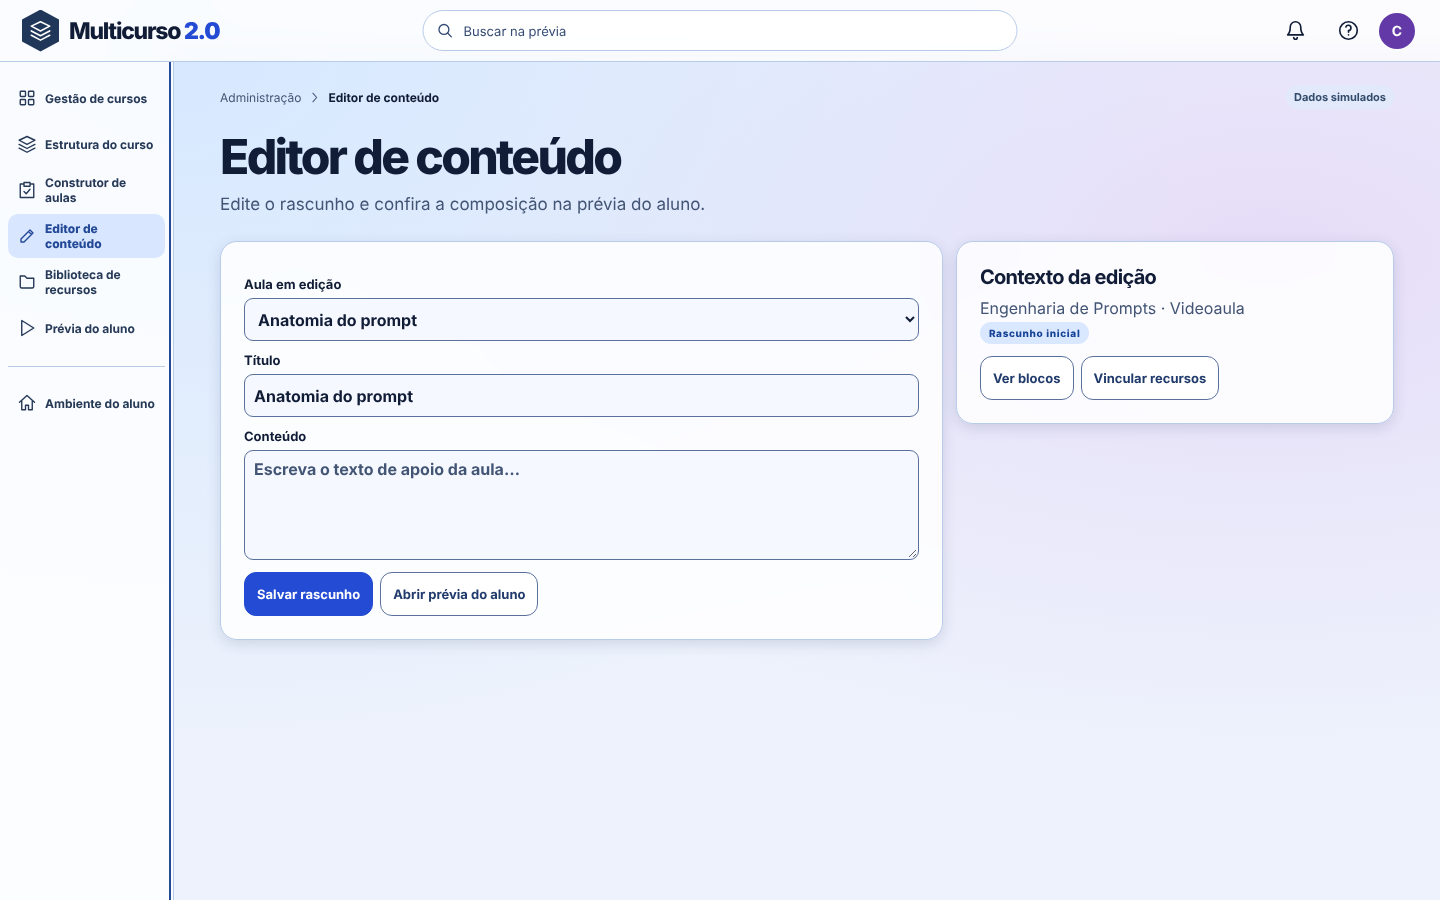 Multicurso 2.0
Buscar na prévia
C
Gestão de cursos
Estrutura do curso
Construtor de
aulas
Editor de
conteúdo
Biblioteca de
recursos
Prévia do aluno
Ambiente do aluno
Administração
Editor de conteúdo
Dados simulados
Editor de conteúdo
Edite o rascunho e confira a composição na prévia do aluno.
Aula em edição
Anatomia do prompt
Título
Anatomia do prompt
Conteúdo
Escreva o texto de apoio da aula...
Salvar rascunho
Abrir prévia do aluno
Contexto da edição
Engenharia de Prompts · Videoaula
Rascunho inicial
Ver blocos
Vincular recursos